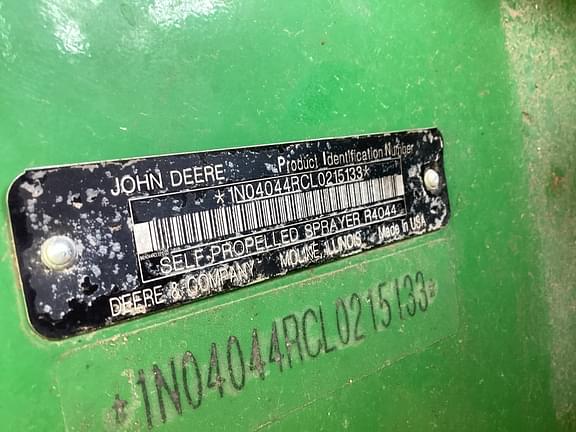 JOHN DEERE Product Identification Number
*1N04044RCL0215133*
SELF-PROPELLED SPRAYER R4044
DEERE & COMPANY MOLINE, ILLINOIS Made in USA
*1N04044RCL0215133*